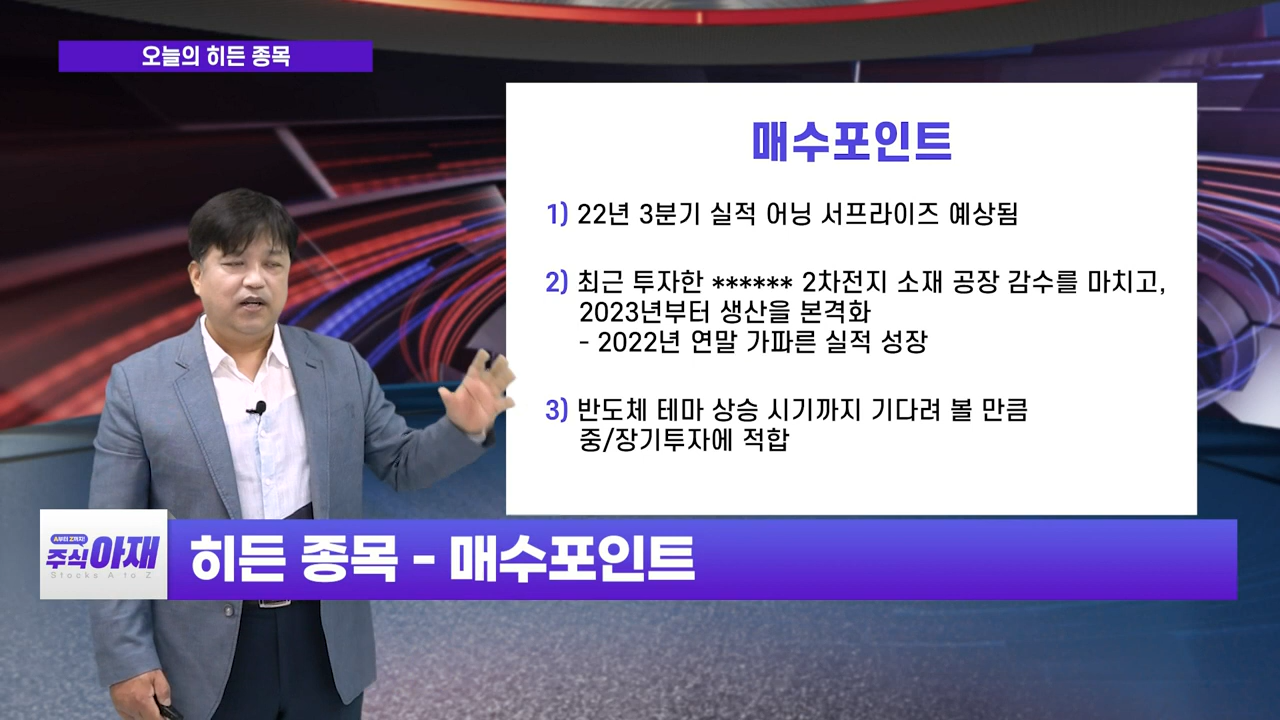 오늘의 히든 종목
매수포인트
1) 22년 3분기 실적 어닝 서프라이즈 예상됨
2) 최근 투자한 ****** 2차전지 소재 공장 감수를 마치고,
2023년부터 생산을 본격화
- 2022년 연말 가파른 실적 성장
3) 반도체 테마 상승 시기까지 기다려 볼 만큼
중/장기투자에 적합
A부터 Z까지!
주식아재
Stocks A to Z
히든 종목 - 매수포인트